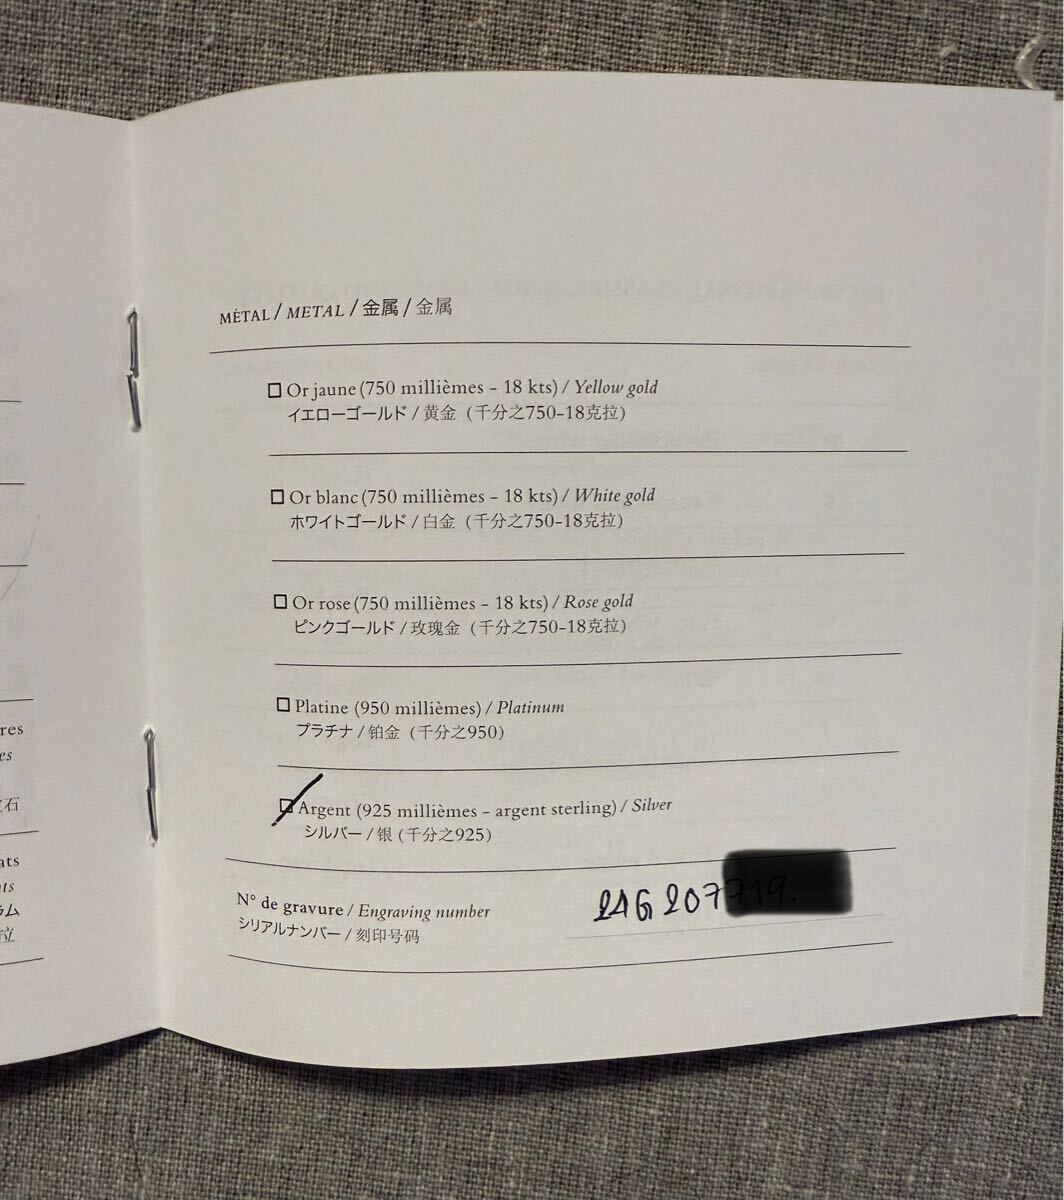 MÉTAL / METAL / 金属 / 金属
Or jaune (750 millièmes - 18 kts) / Yellow gold
イエローゴールド / 黄金 (千分之750-18克拉)
Or blanc (750 millièmes - 18 kts) / White gold
ホワイトゴールド / 白金 (千分之750-18克拉)
Or rose (750 millièmes - 18 kts) / Rose gold
ピンクゴールド / 玫瑰金 (千分之750-18克拉)
Platine (950 millièmes) / Platinum
プラチナ / 铂金 (千分之950)
Argent (925 millièmes - argent sterling) / Silver
シルバー / 银 (千分之925)
N° de gravure / Engraving number
シリアルナンバー / 刻印号码